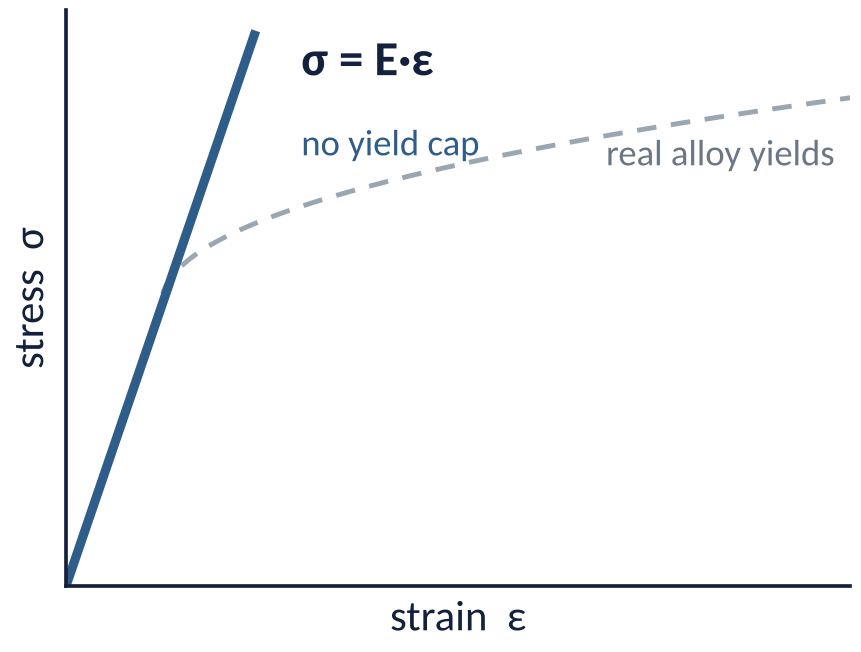 σ = E·ε
no yield cap
real alloy yields
stress σ
strain ε